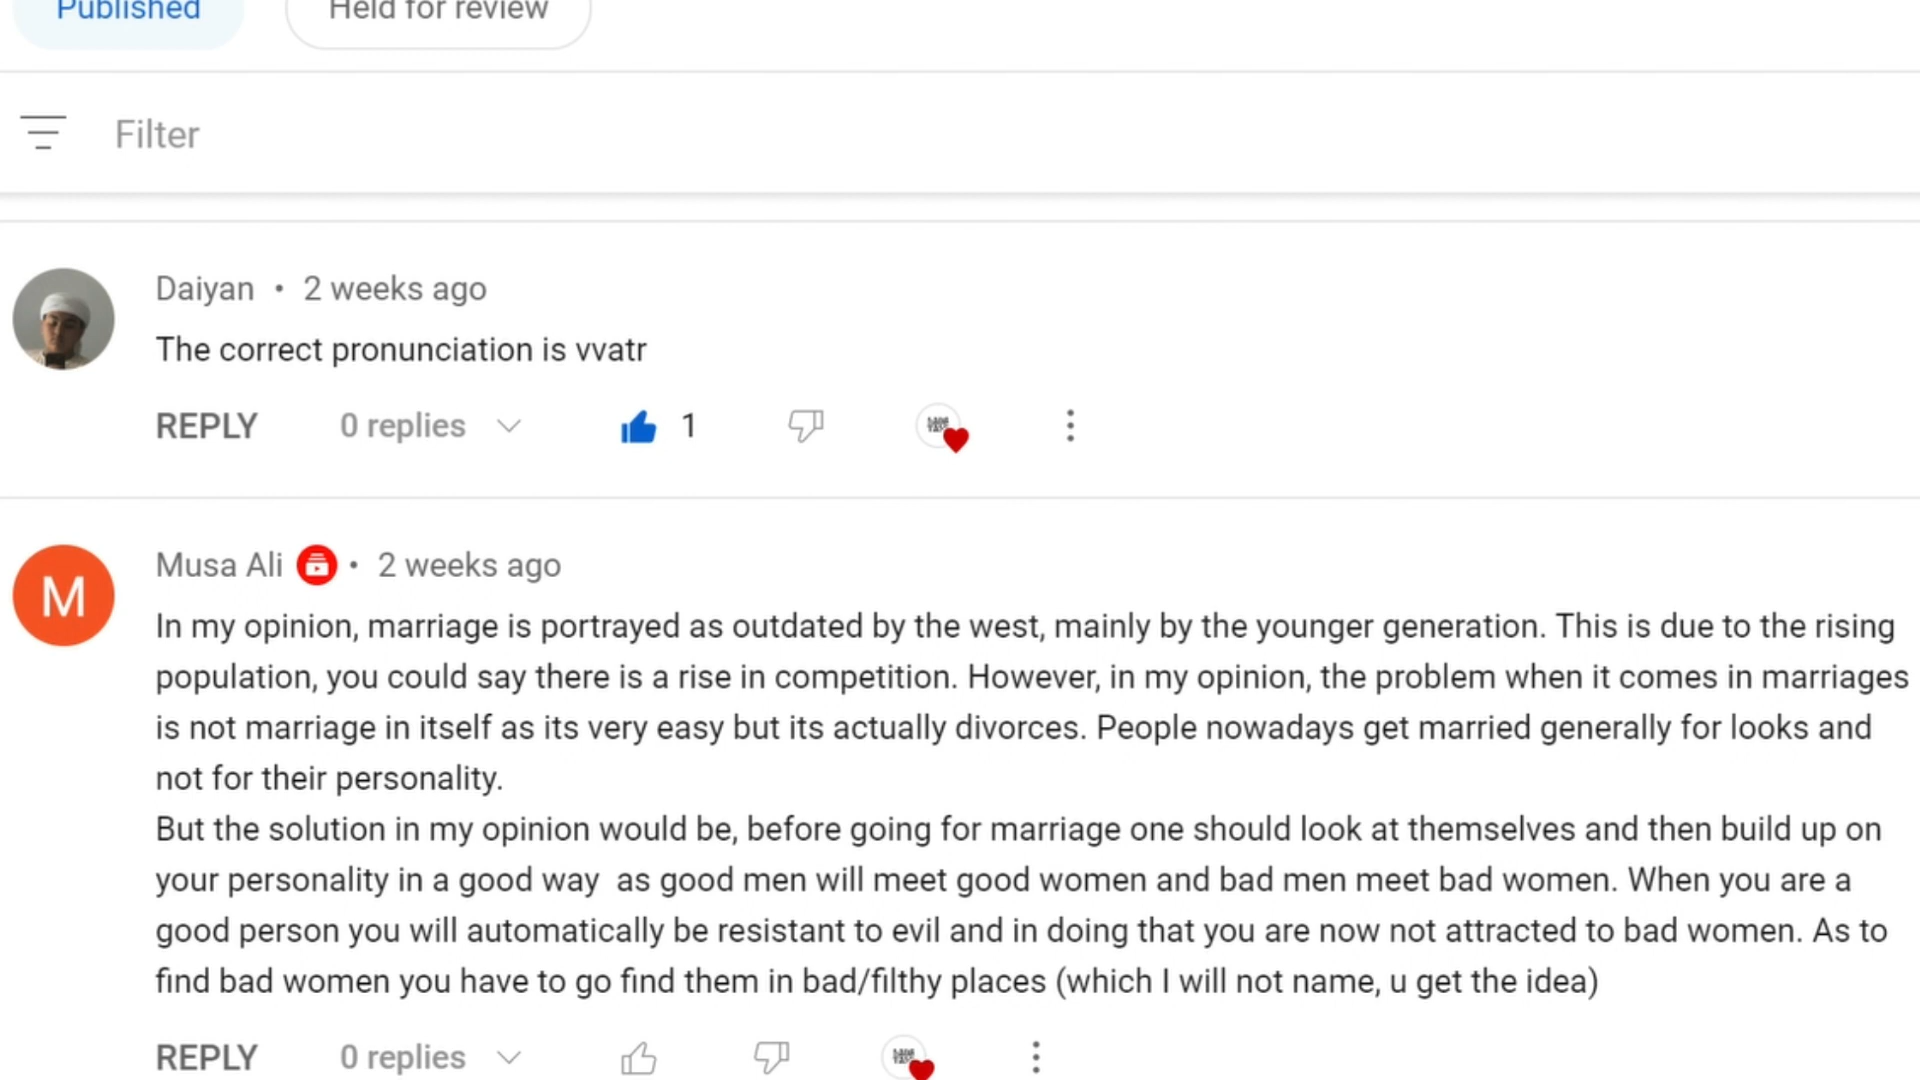 Published Held for review
Filter
Daiyan • 2 weeks ago
The correct pronunciation is vvatr
REPLY 0 replies 1
M
Musa Ali • 2 weeks ago
In my opinion, marriage is portrayed as outdated by the west, mainly by the younger generation. This is due to the rising
population, you could say there is a rise in competition. However, in my opinion, the problem when it comes in marriages
is not marriage in itself as its very easy but its actually divorces. People nowadays get married generally for looks and
not for their personality.
But the solution in my opinion would be, before going for marriage one should look at themselves and then build up on
your personality in a good way  as good men will meet good women and bad men meet bad women. When you are a
good person you will automatically be resistant to evil and in doing that you are now not attracted to bad women. As to
find bad women you have to go find them in bad/filthy places (which I will not name, u get the idea)
REPLY 0 replies